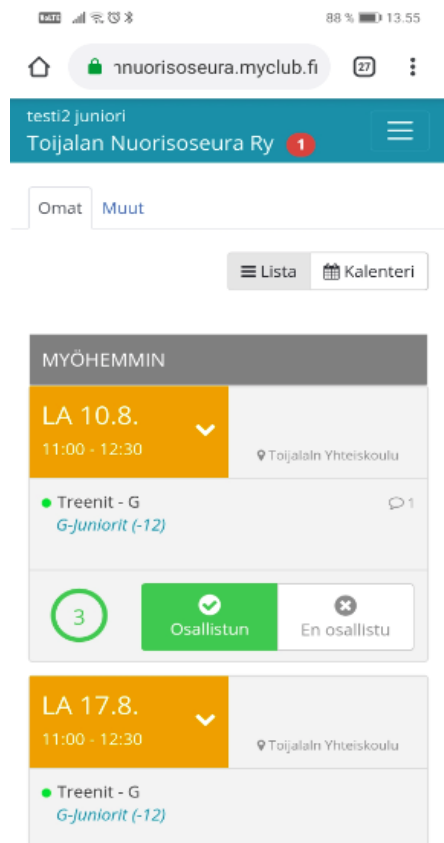 VoLTE 88 % 13.55
nnuorisoseura.myclub.fi 27
testi2 juniori
Toijalan Nuorisoseura Ry 1
Omat Muut
Lista Kalenteri
MYÖHEMMIN
LA 10.8.
11:00 - 12:30 Toijalaln Yhteiskoulu
Treenit - G 1
G-Juniorit (-12)
3 Osallistun En osallistu
LA 17.8.
11:00 - 12:30 Toijalaln Yhteiskoulu
Treenit - G
G-Juniorit (-12)